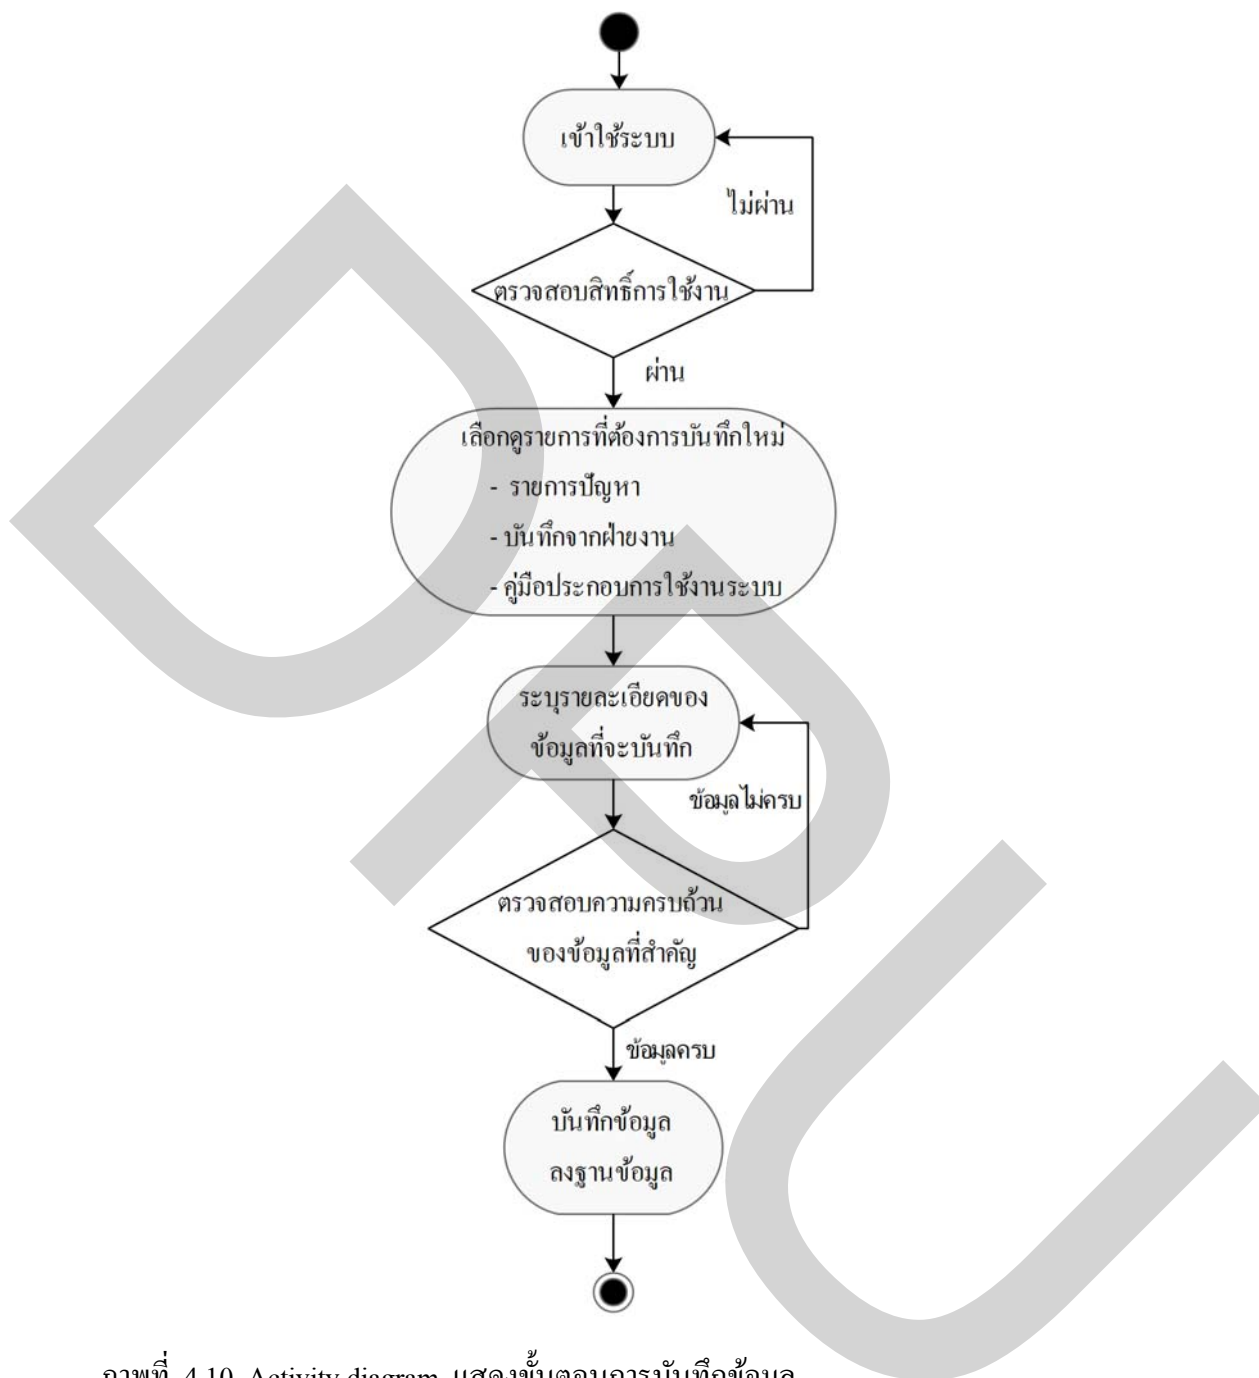 เข้าใช้ระบบ
ไม่ผ่าน
ตรวจสอบสิทธิ์การใช้งาน
ผ่าน
เลือกดูรายการที่ต้องการบันทึกใหม่
- รายการปัญหา
- บันทึกจากฝ่ายงาน
- คู่มือประกอบการใช้งานระบบ
ระบุรายละเอียดของ
ข้อมูลที่จะบันทึก
ข้อมูลไม่ครบ
ตรวจสอบความครบถ้วน
ของข้อมูลที่สำคัญ
ข้อมูลครบ
บันทึกข้อมูล
ลงฐานข้อมูล
ภาพที่ 4.10 Activity diagram แสดงขั้นตอนการบันทึกข้อมูล
DPU